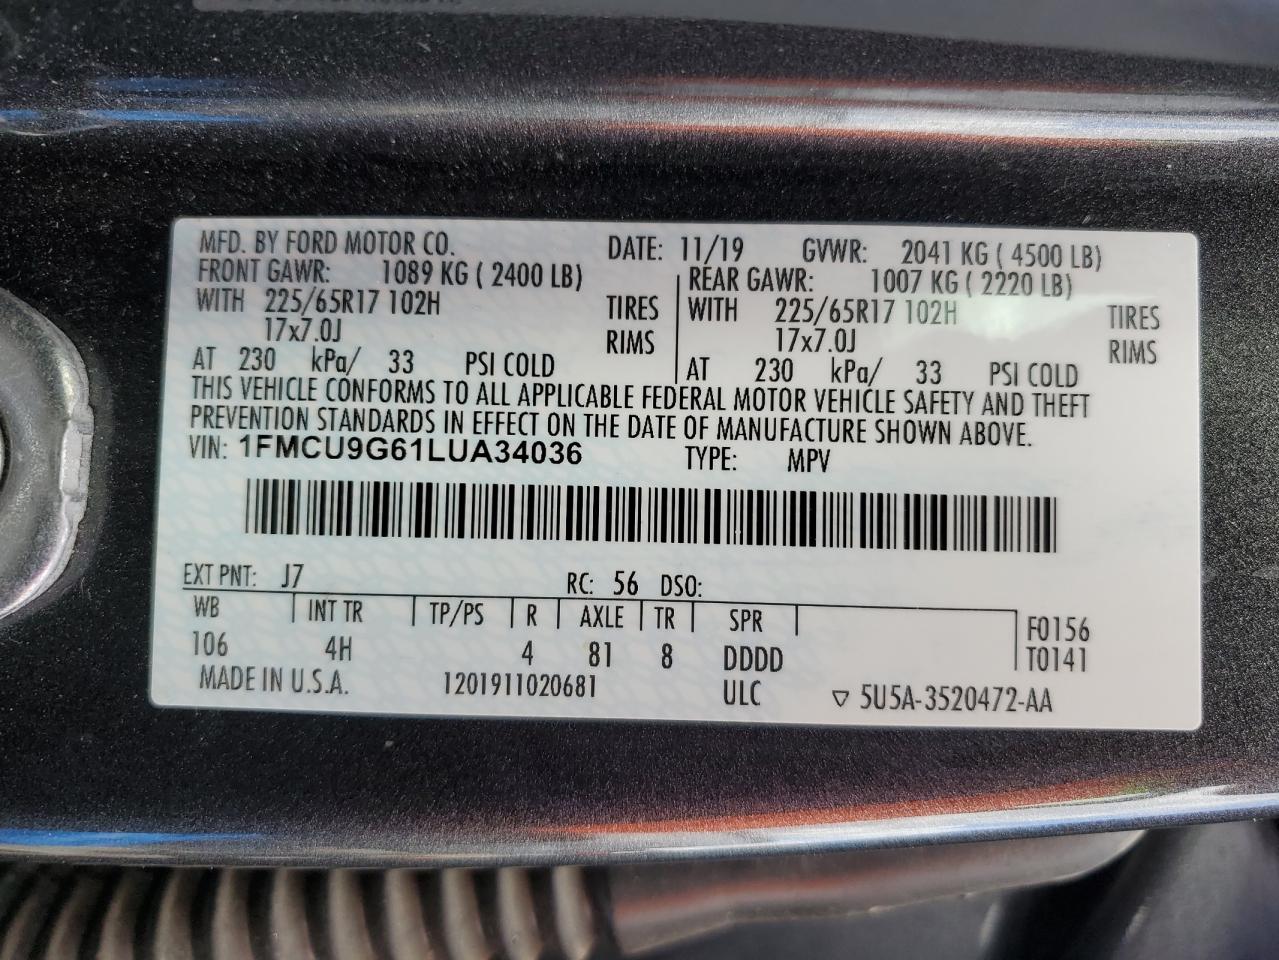 MFD. BY FORD MOTOR CO. DATE: 11/19 GVWR: 2041 KG ( 4500 LB)
FRONT GAWR: 1089 KG ( 2400 LB) REAR GAWR: 1007 KG ( 2220 LB)
WITH 225/65R17 102H TIRES WITH 225/65R17 102H TIRES
17x7.0J RIMS 17x7.0J RIMS
AT 230 kPa/ 33 PSI COLD AT 230 kPa/ 33 PSI COLD
THIS VEHICLE CONFORMS TO ALL APPLICABLE FEDERAL MOTOR VEHICLE SAFETY AND THEFT
PREVENTION STANDARDS IN EFFECT ON THE DATE OF MANUFACTURE SHOWN ABOVE.
VIN: 1FMCU9G61LUA34036 TYPE: MPV
EXT PNT: J7 RC: 56 DSO:
WB INT TR TP/PS R AXLE TR SPR F0156
106 4H 4 81 8 DDDD T0141
MADE IN U.S.A. 1201911020681 ULC ▽ 5U5A-3520472-AA